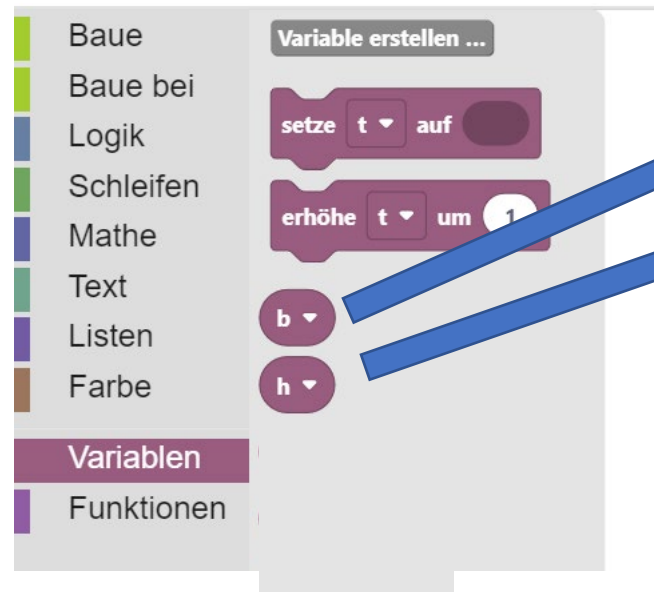 Baue
Baue bei
Logik
Schleifen
Mathe
Text
Listen
Farbe
Variablen
Funktionen
Variable erstellen ...
setze t auf
erhöhe t um 1
b
h